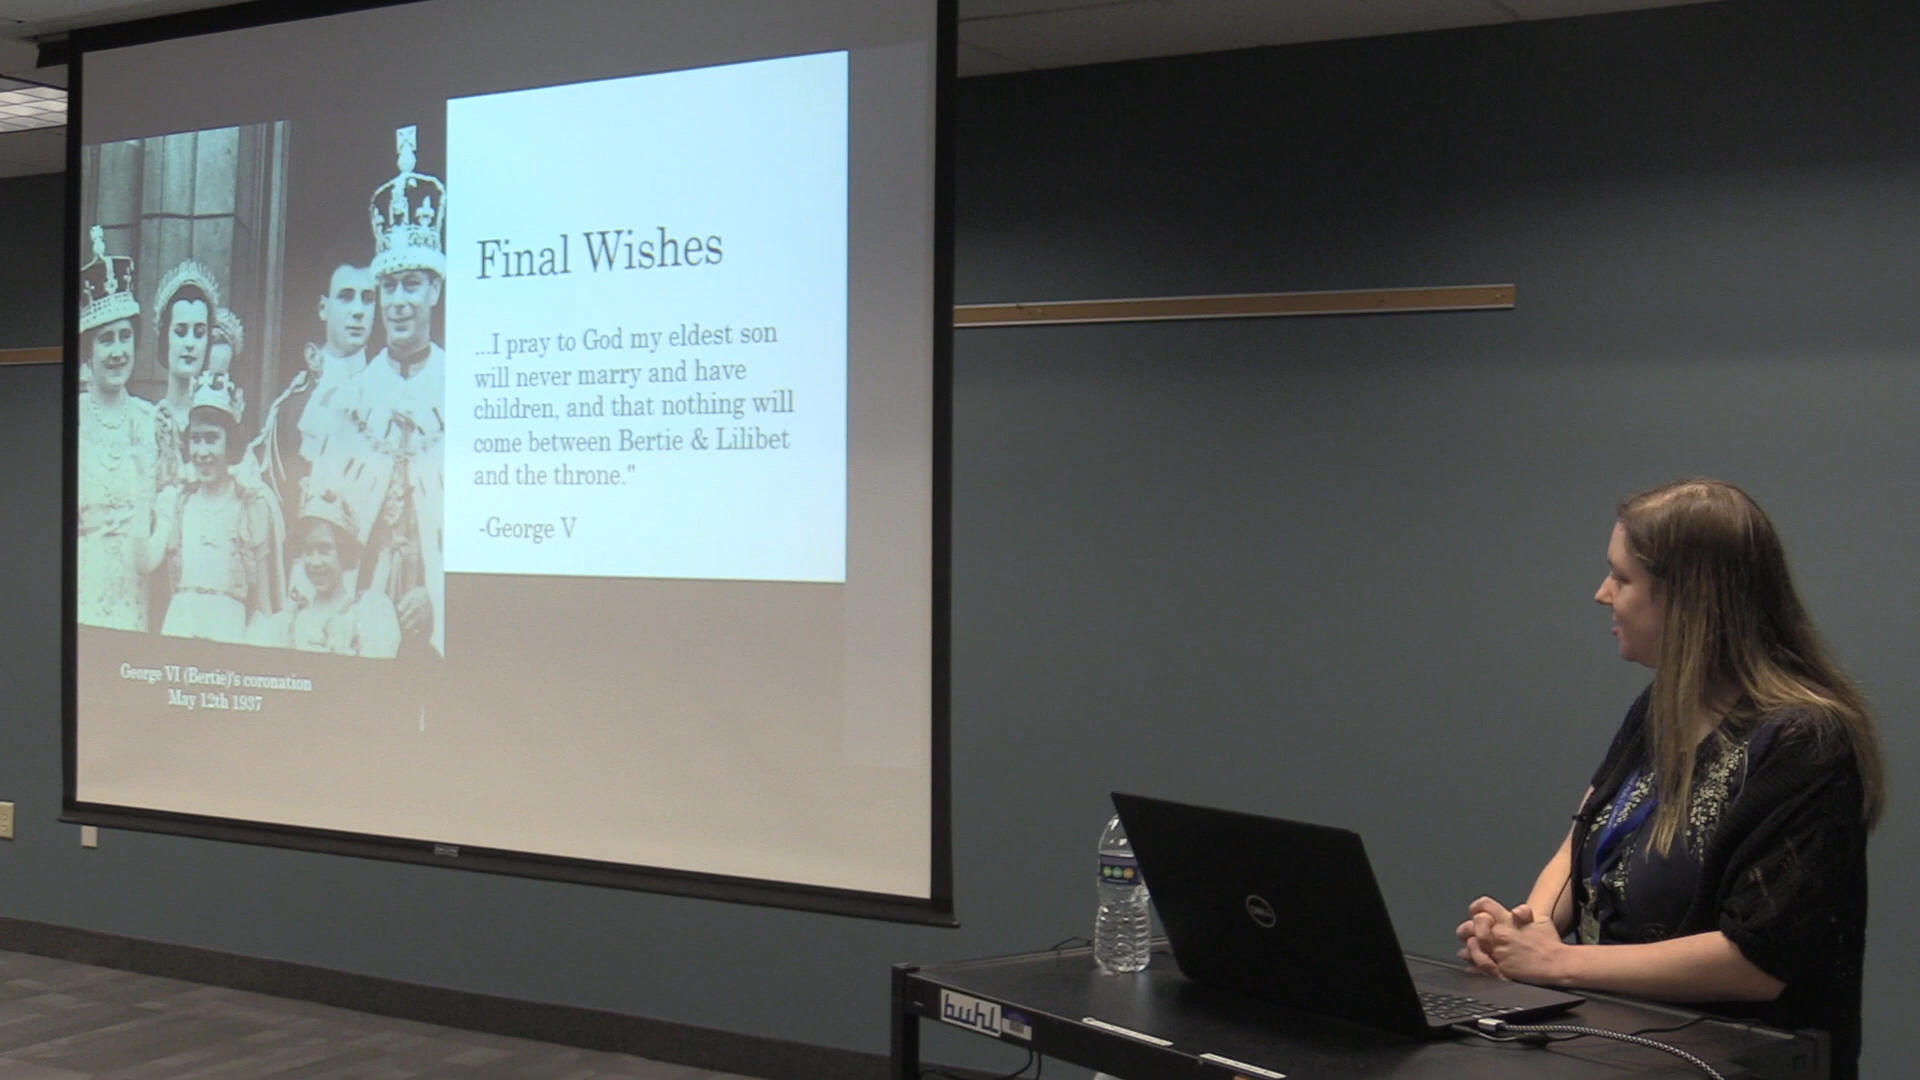 Final Wishes
...I pray to God my eldest son
will never marry and have
children, and that nothing will
come between Bertie & Lilibet
and the throne."
-George V
George VI (Bertie)'s coronation
May 12th 1937
DELL
buhl